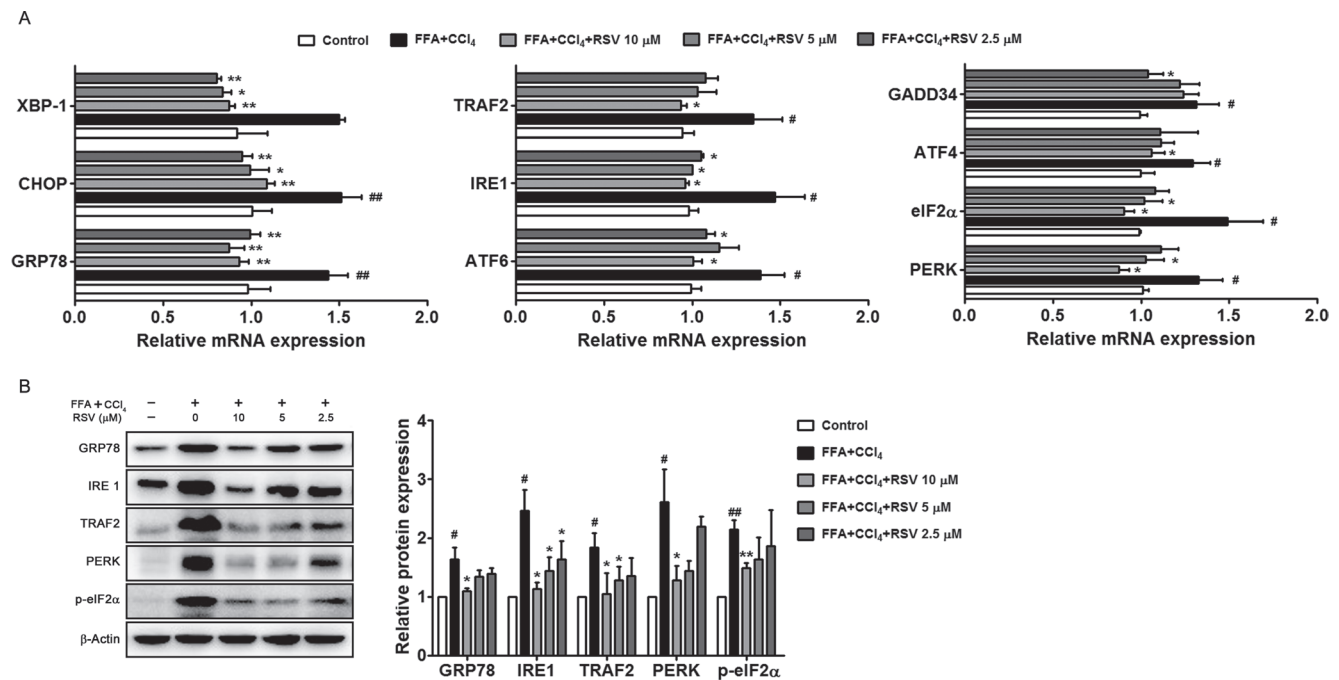 A
Control FFA+CCl₄ FFA+CCl₄+RSV 10 μM FFA+CCl₄+RSV 5 μM FFA+CCl₄+RSV 2.5 μM
XBP-1
**
*
**
CHOP
**
*
**
##
GRP78
**
**
**
##
0.0 0.5 1.0 1.5 2.0
Relative mRNA expression
TRAF2
*
#
IRE1
*
*
*
#
ATF6
*
*
#
0.0 0.5 1.0 1.5 2.0
Relative mRNA expression
GADD34
*
#
ATF4
*
#
eIF2α
*
*
#
PERK
*
*
#
0.0 0.5 1.0 1.5 2.0
Relative mRNA expression
B
FFA+CCl₄ − + + + +
RSV (μM) − 0 10 5 2.5
GRP78
IRE 1
TRAF2
PERK
p-eIF2α
β-Actin
Relative protein expression
4
3
2
1
0
# *
# * * *
# * *
# *
## **
GRP78 IRE1 TRAF2 PERK p-eIF2α
Control
FFA+CCl₄
FFA+CCl₄+RSV 10 μM
FFA+CCl₄+RSV 5 μM
FFA+CCl₄+RSV 2.5 μM